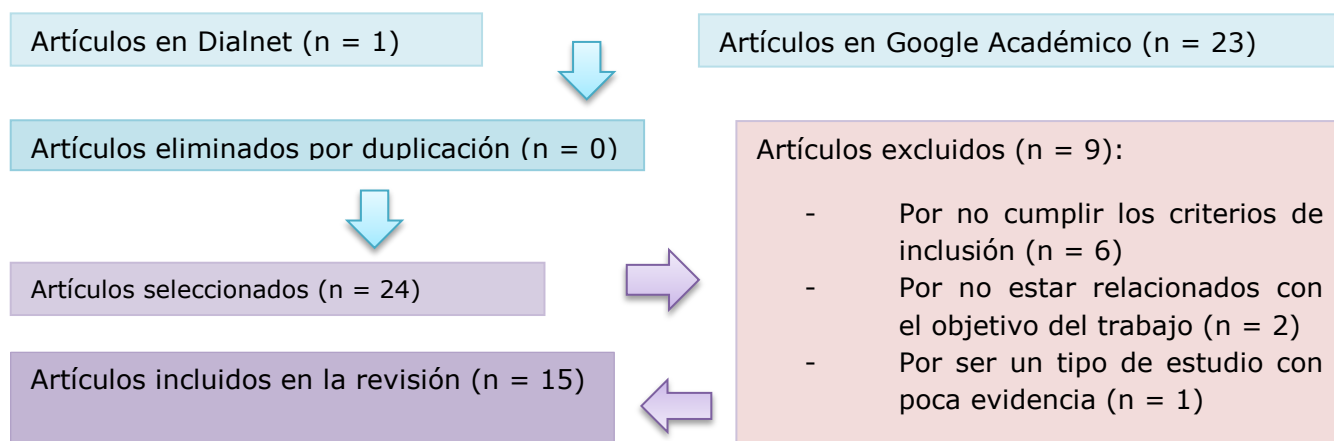 Artículos en Dialnet (n = 1)
Artículos en Google Académico (n = 23)
Artículos eliminados por duplicación (n = 0)
Artículos seleccionados (n = 24)
Artículos excluidos (n = 9):
- Por no cumplir los criterios de
inclusión (n = 6)
- Por no estar relacionados con
el objetivo del trabajo (n = 2)
- Por ser un tipo de estudio con
poca evidencia (n = 1)
Artículos incluidos en la revisión (n = 15)